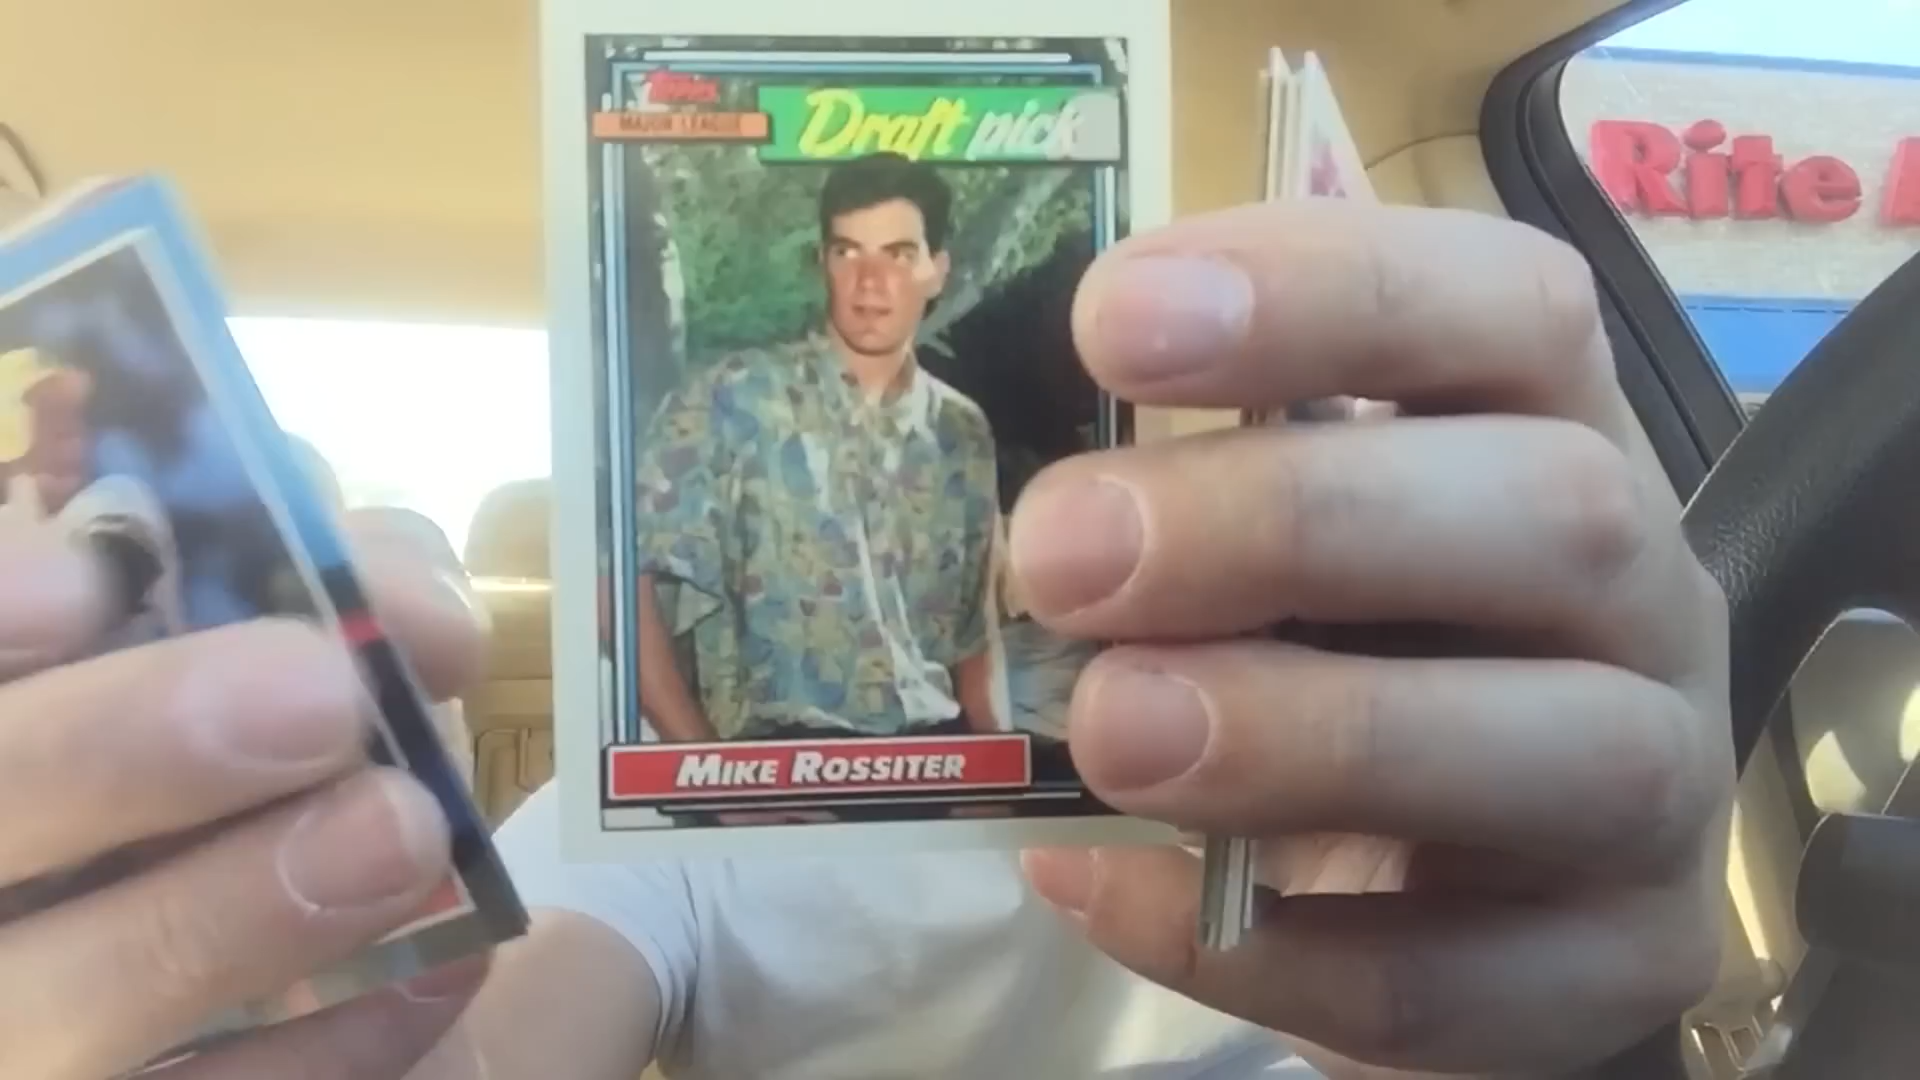 Topps
MAJOR LEAGUE
Draft pick
Rite
MIKE ROSSITER